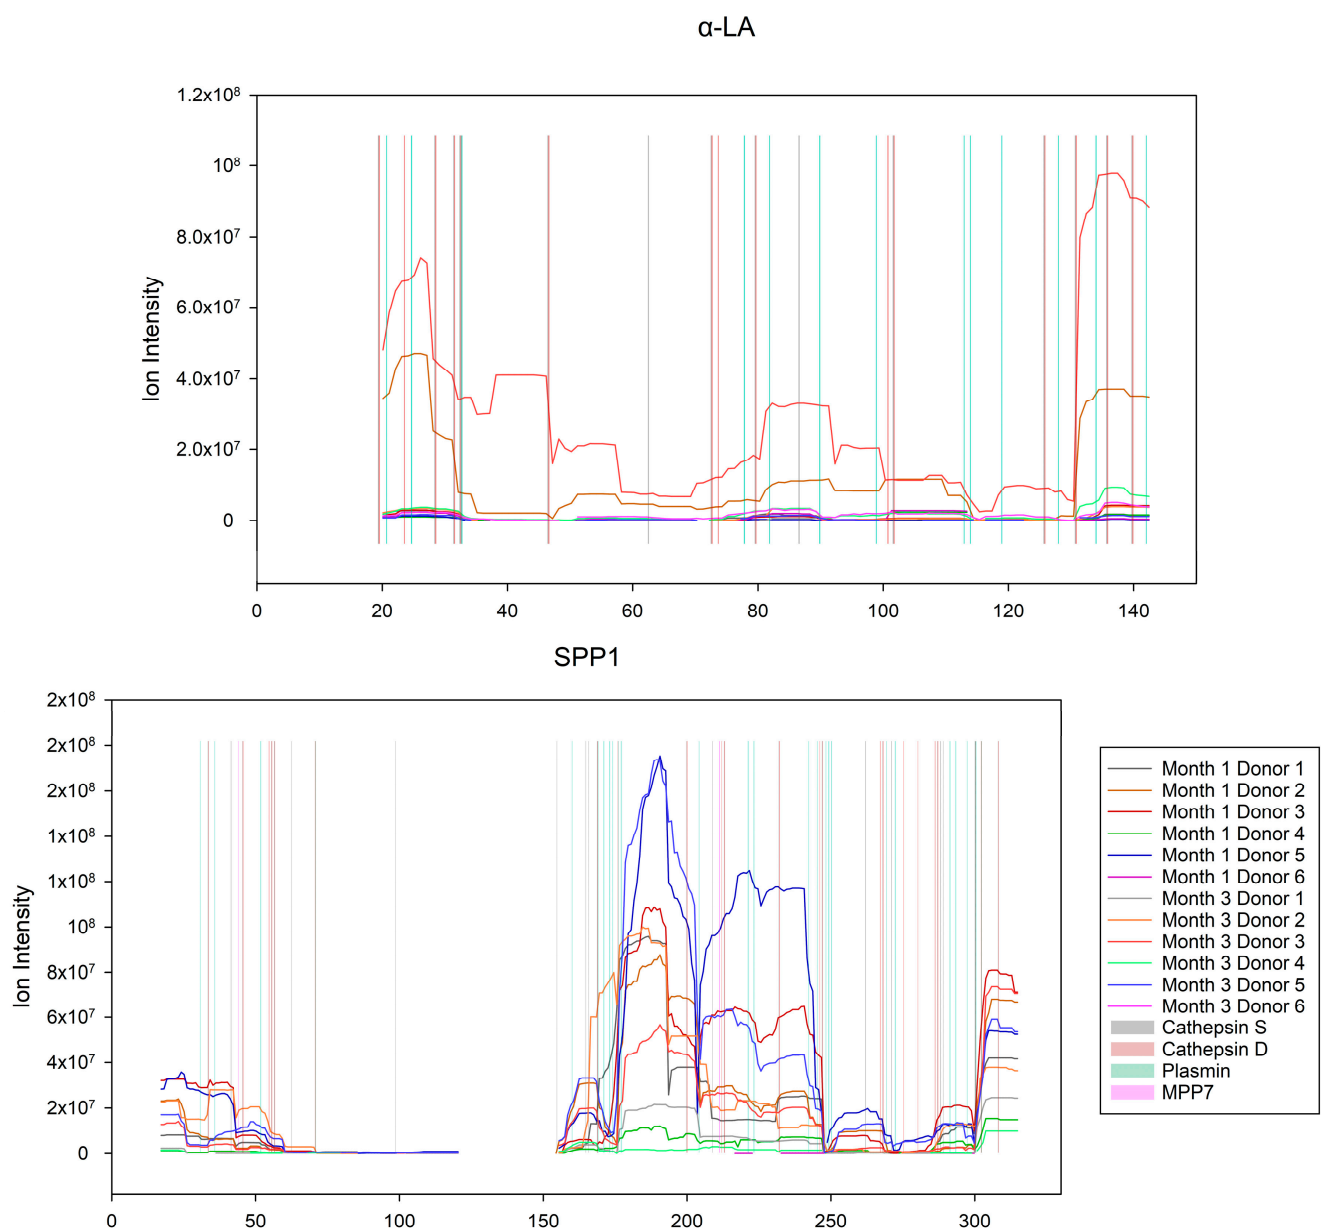 α-LA
1.2x10⁸
10⁸
8.0x10⁷
6.0x10⁷
4.0x10⁷
2.0x10⁷
0
Ion Intensity
0 20 40 60 80 100 120 140
SPP1
2x10⁸
2x10⁸
2x10⁸
1x10⁸
1x10⁸
10⁸
8x10⁷
6x10⁷
4x10⁷
2x10⁷
0
Ion Intensity
0 50 100 150 200 250 300
Month 1 Donor 1
Month 1 Donor 2
Month 1 Donor 3
Month 1 Donor 4
Month 1 Donor 5
Month 1 Donor 6
Month 3 Donor 1
Month 3 Donor 2
Month 3 Donor 3
Month 3 Donor 4
Month 3 Donor 5
Month 3 Donor 6
Cathepsin S
Cathepsin D
Plasmin
MPP7